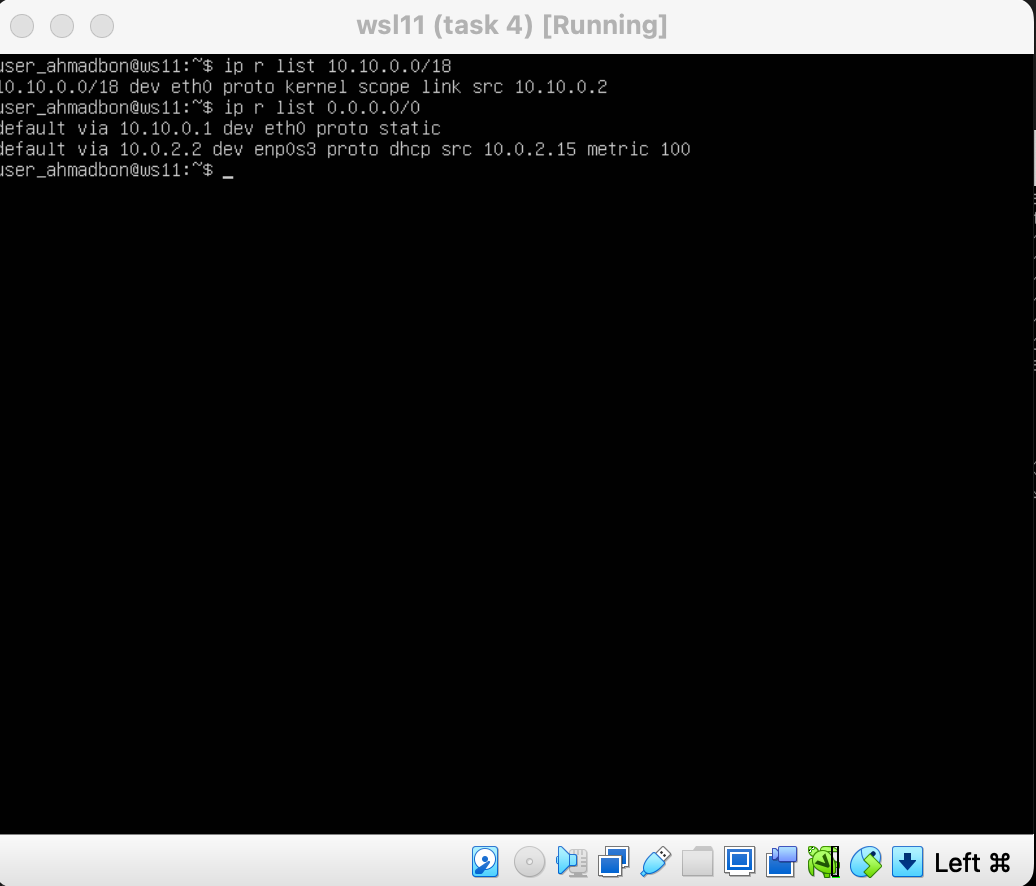 wsl11 (task 4) [Running]
user_ahmadbon@ws11:~$ ip r list 10.10.0.0/18
10.10.0.0/18 dev eth0 proto kernel scope link src 10.10.0.2
user_ahmadbon@ws11:~$ ip r list 0.0.0.0/0
default via 10.10.0.1 dev eth0 proto static
default via 10.0.2.2 dev enp0s3 proto dhcp src 10.0.2.15 metric 100
user_ahmadbon@ws11:~$ _
Left ⌘